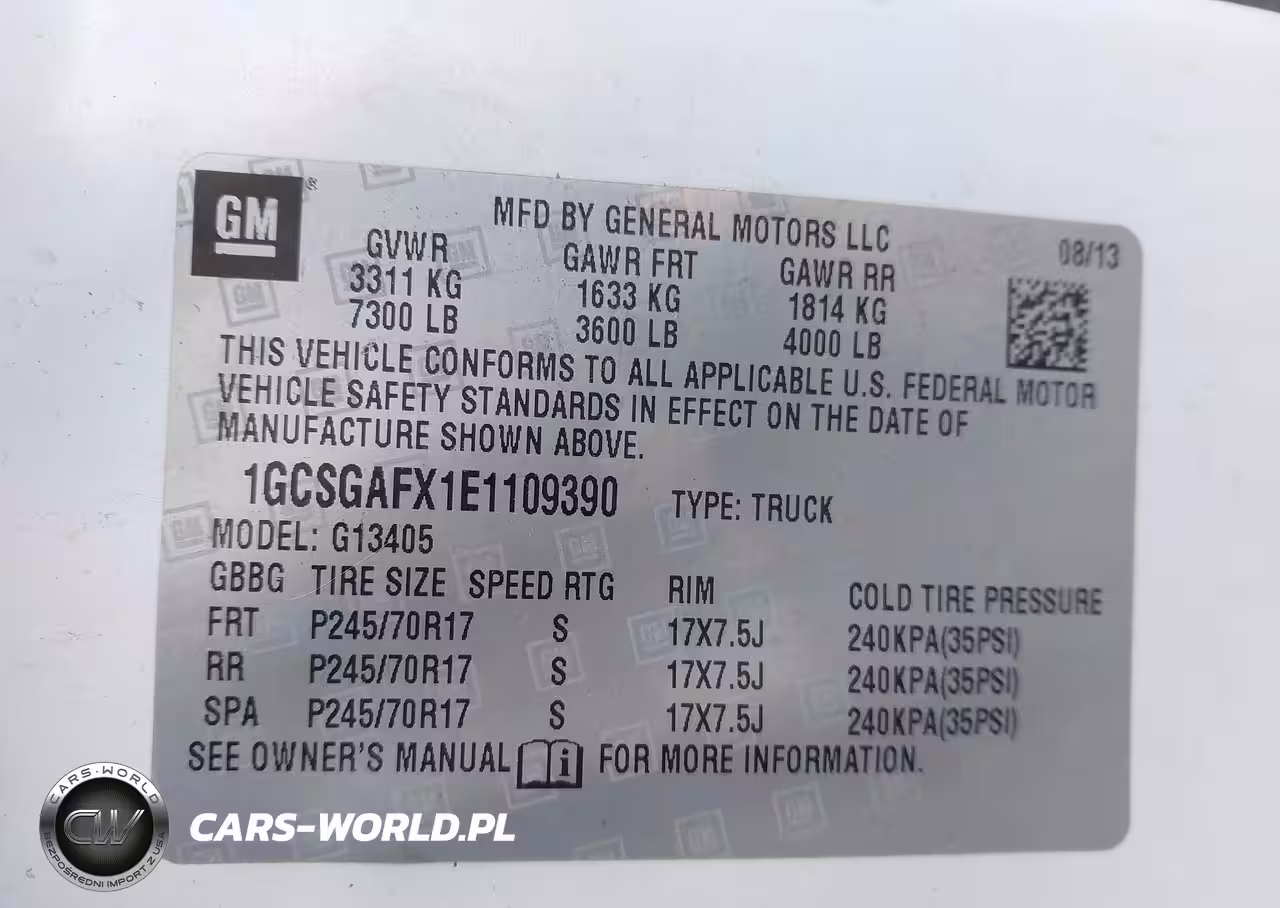 GM®
MFD BY GENERAL MOTORS LLC
08/13
GVWR GAWR FRT GAWR RR
3311 KG 1633 KG 1814 KG
7300 LB 3600 LB 4000 LB
THIS VEHICLE CONFORMS TO ALL APPLICABLE U.S. FEDERAL MOTOR
VEHICLE SAFETY STANDARDS IN EFFECT ON THE DATE OF
MANUFACTURE SHOWN ABOVE.
1GCSGAFX1E1109390 TYPE: TRUCK
MODEL: G13405
GBBG TIRE SIZE SPEED RTG RIM COLD TIRE PRESSURE
FRT P245/70R17 S 17X7.5J 240KPA(35PSI)
RR P245/70R17 S 17X7.5J 240KPA(35PSI)
SPA P245/70R17 S 17X7.5J 240KPA(35PSI)
SEE OWNER'S MANUAL i FOR MORE INFORMATION.
CARS-WORLD
CW
BEZPOŚREDNI IMPORT Z USA
CARS-WORLD.PL